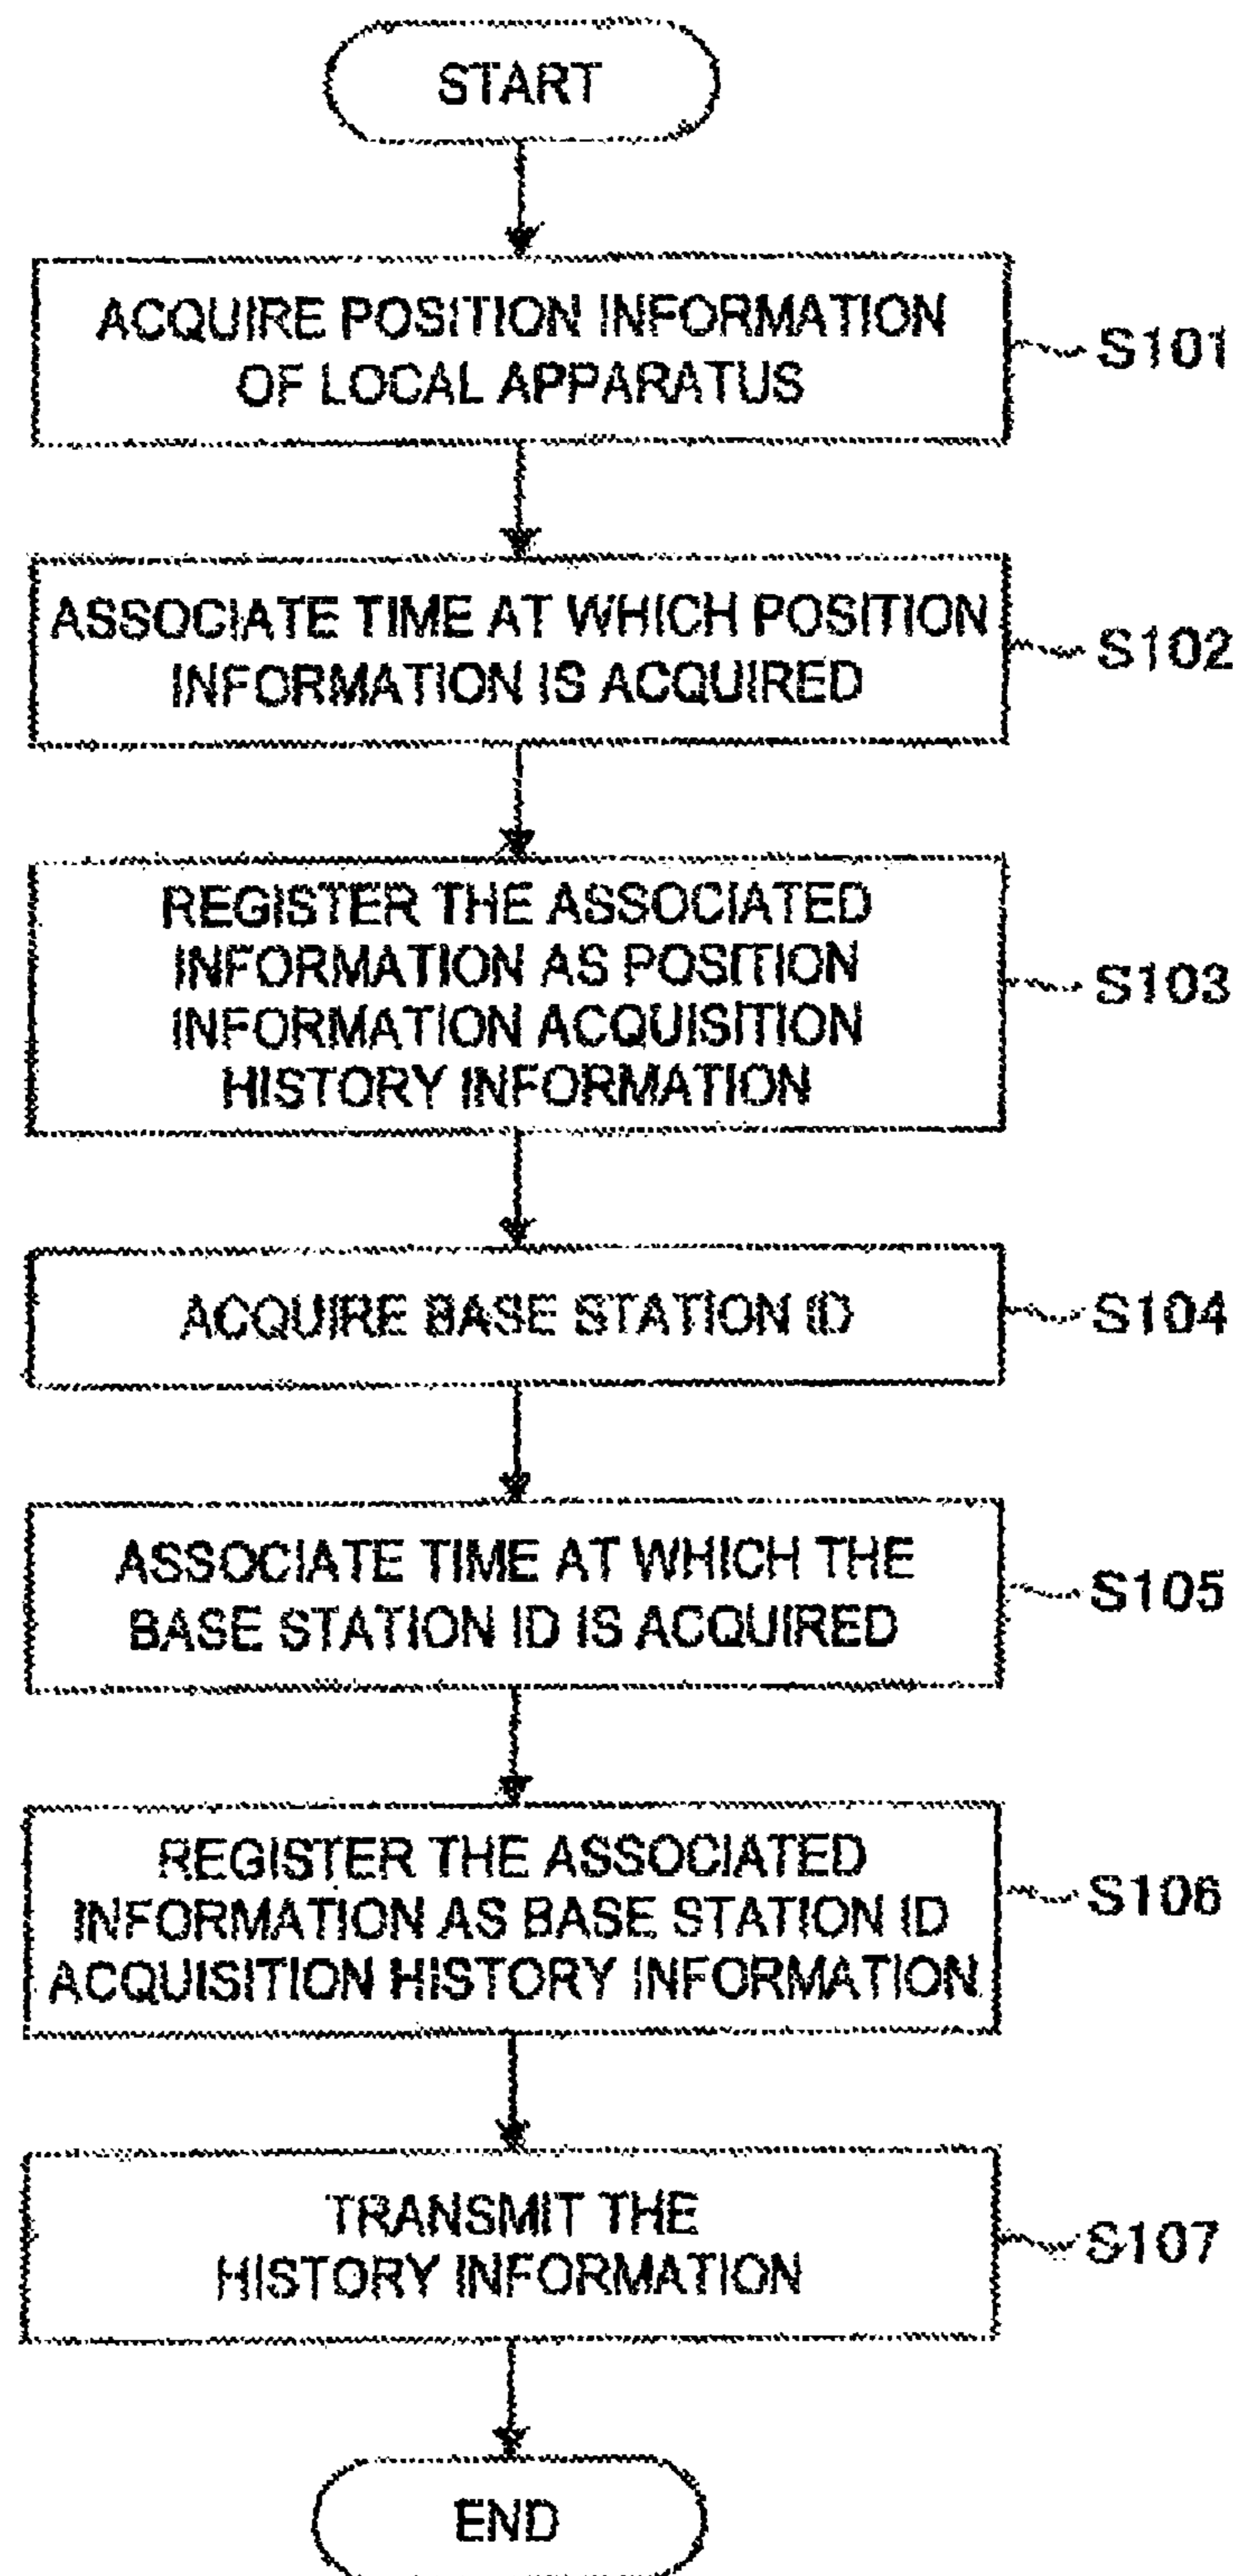 START
ACQUIRE POSITION INFORMATION
OF LOCAL APPARATUS
S101
ASSOCIATE TIME AT WHICH POSITION
INFORMATION IS ACQUIRED
S102
REGISTER THE ASSOCIATED
INFORMATION AS POSITION
INFORMATION ACQUISITION
HISTORY INFORMATION
S103
ACQUIRE BASE STATION ID
S104
ASSOCIATE TIME AT WHICH THE
BASE STATION ID IS ACQUIRED
S105
REGISTER THE ASSOCIATED
INFORMATION AS BASE STATION ID
ACQUISITION HISTORY INFORMATION
S106
TRANSMIT THE
HISTORY INFORMATION
S107
END